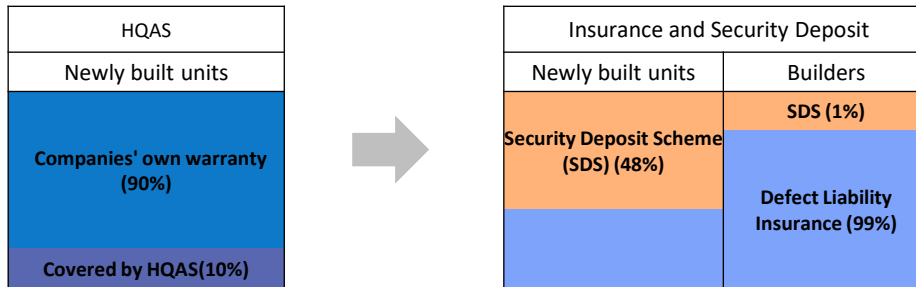 HQAS
Newly built units
Companies' own warranty
(90%)
Covered by HQAS(10%)
Insurance and Security Deposit
Newly built units
Builders
Security Deposit Scheme
(SDS) (48%)
SDS (1%)
Defect Liability
Insurance (99%)